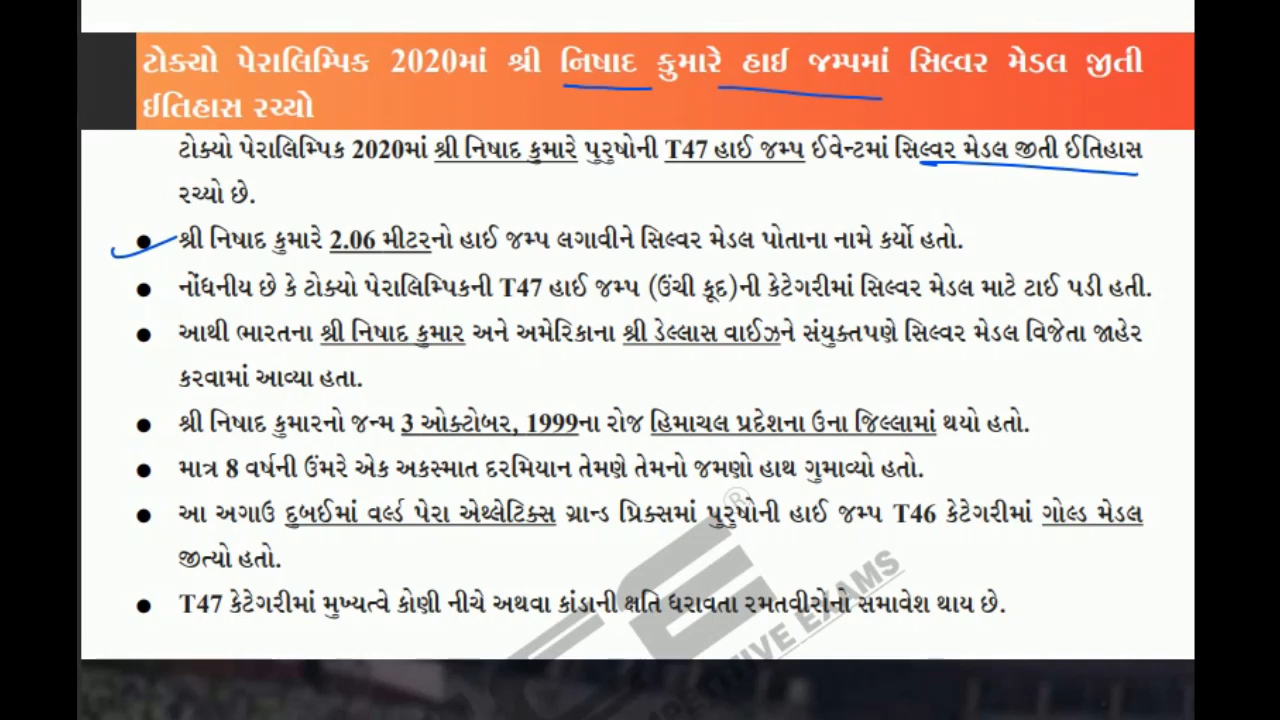 ટોક્યો પેરાલિમ્પિક 2020માં શ્રી નિષાદ કુમારે હાઈ જમ્પમાં સિલ્વર મેડલ જીતી
ઈતિહાસ રચ્યો
ટોક્યો પેરાલિમ્પિક 2020માં શ્રી નિષાદ કુમારે પુરુષોની T47 હાઈ જમ્પ ઈવેન્ટમાં સિલ્વર મેડલ જીતી ઈતિહાસ
રચ્યો છે.
● શ્રી નિષાદ કુમારે 2.06 મીટરનો હાઈ જમ્પ લગાવીને સિલ્વર મેડલ પોતાના નામે કર્યો હતો.
● નોંધનીય છે કે ટોક્યો પેરાલિમ્પિકની T47 હાઈ જમ્પ (ઉંચી કૂદ)ની કેટેગરીમાં સિલ્વર મેડલ માટે ટાઈ પડી હતી.
● આથી ભારતના શ્રી નિષાદ કુમાર અને અમેરિકાના શ્રી ડેલ્લાસ વાઈઝને સંયુક્તપણે સિલ્વર મેડલ વિજેતા જાહેર
કરવામાં આવ્યા હતા.
● શ્રી નિષાદ કુમારનો જન્મ 3 ઓક્ટોબર, 1999ના રોજ હિમાચલ પ્રદેશના ઉના જિલ્લામાં થયો હતો.
● માત્ર 8 વર્ષની ઉંમરે એક અકસ્માત દરમિયાન તેમણે તેમનો જમણો હાથ ગુમાવ્યો હતો.
● આ અગાઉ દુબઈમાં વર્લ્ડ પેરા એથ્લેટિક્સ ગ્રાન્ડ પ્રિક્સમાં પુરુષોની હાઈ જમ્પ T46 કેટેગરીમાં ગોલ્ડ મેડલ
જીત્યો હતો.
● T47 કેટેગરીમાં મુખ્યત્વે કોણી નીચે અથવા કાંડાની ક્ષતિ ધરાવતા રમતવીરોનો સમાવેશ થાય છે.